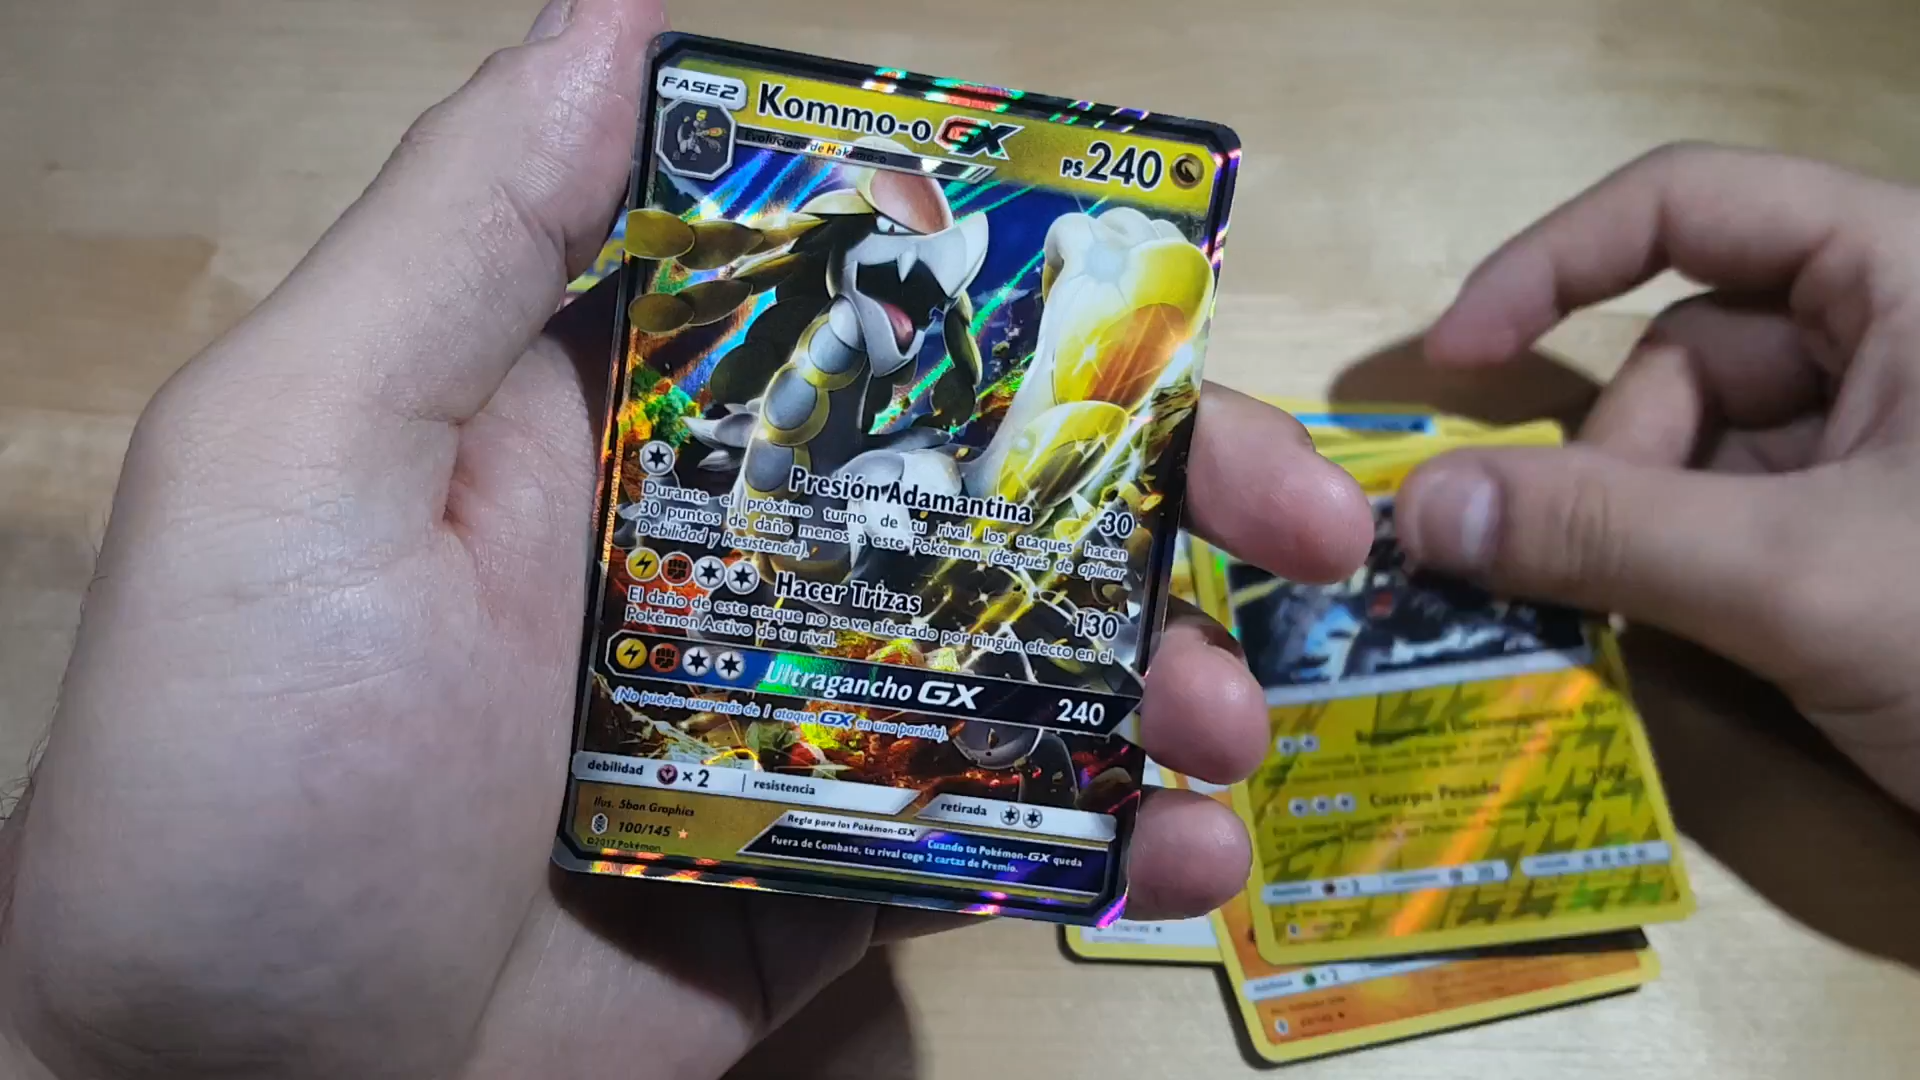 FASE2
Kommo-o GX
PS 240
Evoluciona de Hakamo-o
Presión Adamantina 30
Durante el próximo turno de tu rival, los ataques hacen
30 puntos de daño menos a este Pokémon (después de aplicar
Debilidad y Resistencia).
Hacer Trizas 130
El daño de este ataque no se ve afectado por ningún efecto en el
Pokémon Activo de tu rival.
Ultragancho GX 240
(No puedes usar más de 1 ataque GX en una partida).
debilidad ×2 resistencia
retirada
Ilus. 5ban Graphics
100/145
©2017 Pokémon
Regla para los Pokémon-GX
Cuando tu Pokémon-GX queda
Fuera de Combate, tu rival coge 2 cartas de Premio.
Cuerpo Pesado